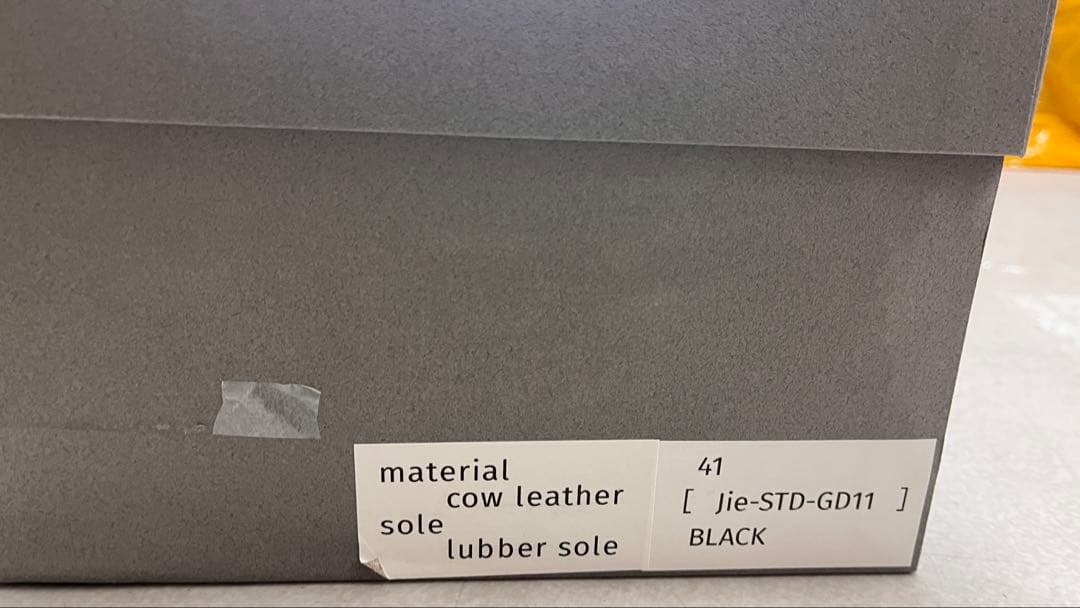 material
cow leather
sole
lubber sole
41
[ Jie-STD-GD11 ]
BLACK